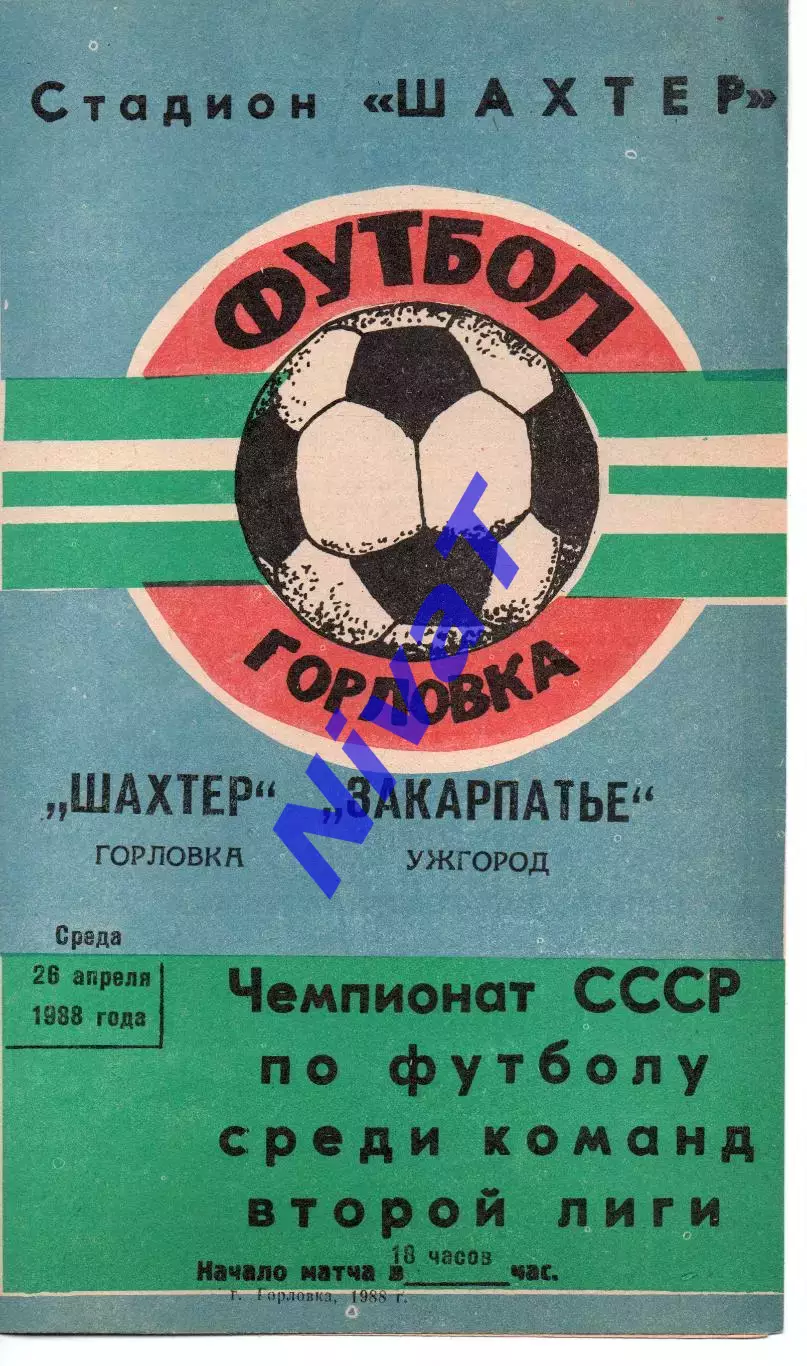 Стадион «ШАХТЕР»
ФУТБОЛ
ГОРЛОВКА
„ШАХТЕР“ „ЗАКАРПАТЬЕ“
ГОРЛОВКА УЖГОРОД
Среда
26 апреля
1988 года
Чемпионат СССР
по футболу
среди команд
второй лиги
Начало матча в 18 часов час.
г. Горловка, 1988 г.
NivaT